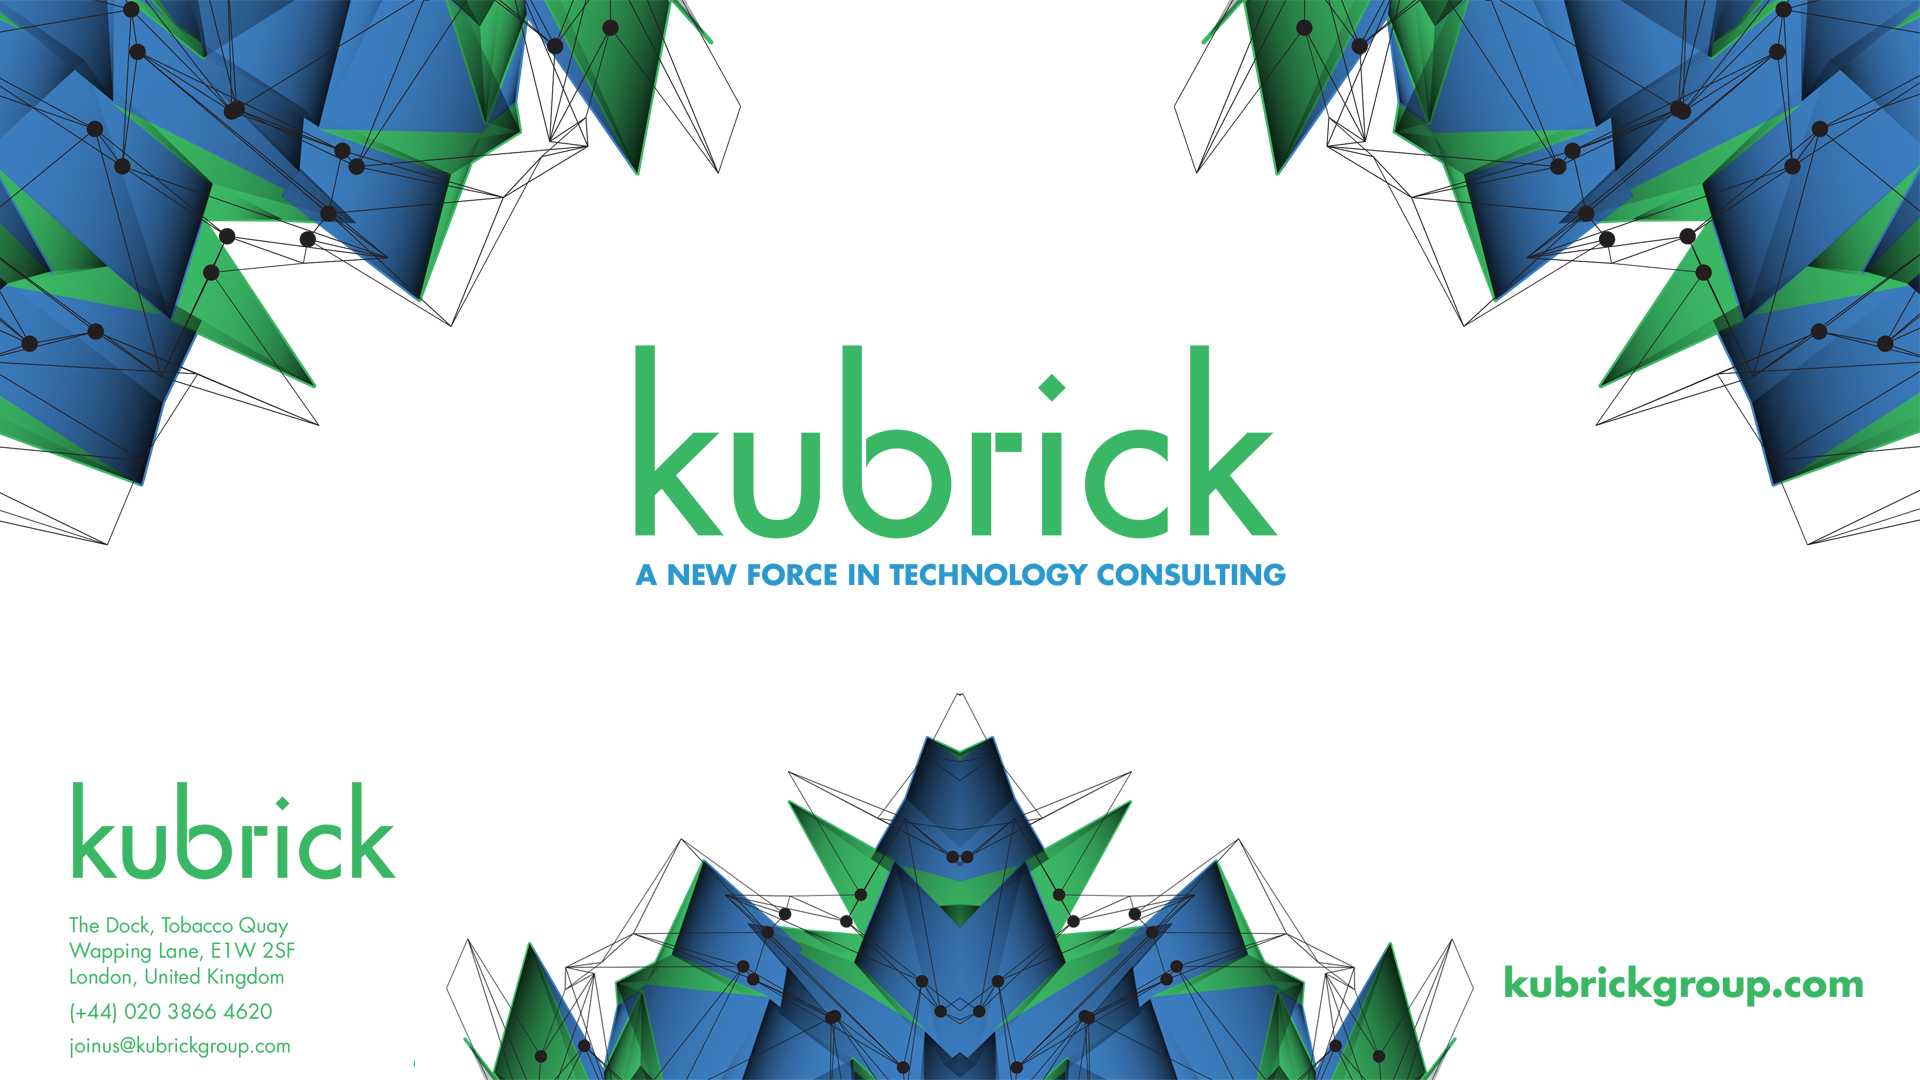 kubrick
A NEW FORCE IN TECHNOLOGY CONSULTING
kubrick
The Dock, Tobacco Quay
Wapping Lane, E1W 2SF
London, United Kingdom
(+44) 020 3866 4620
joinus@kubrickgroup.com
kubrickgroup.com